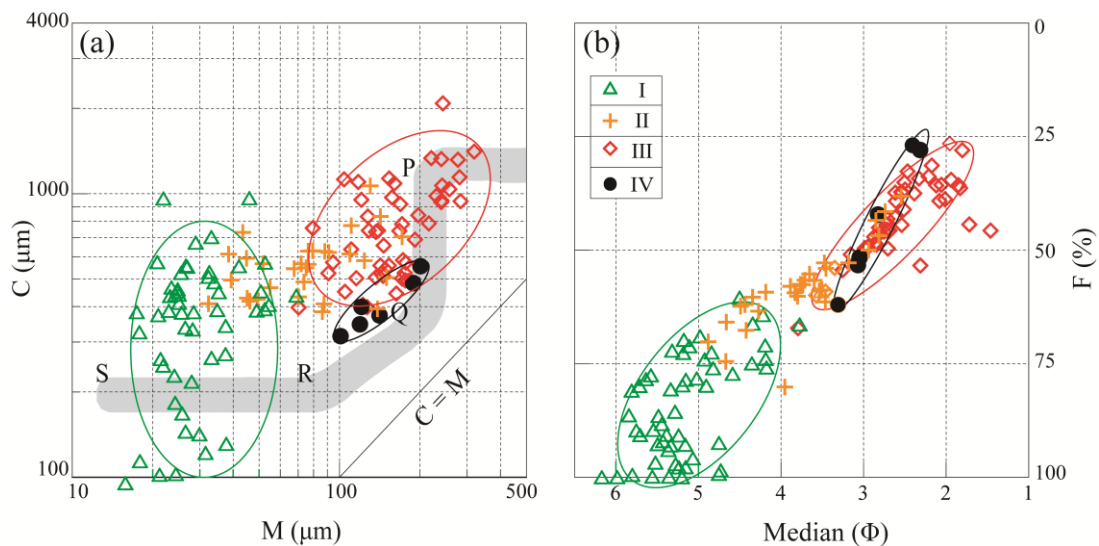 (a)
4000
1000
100
C (μm)
10
100
500
M (μm)
S
R
P
Q
C = M
(b)
I
II
III
IV
0
25
50
75
100
F (%)
6
5
4
3
2
1
Median (Φ)